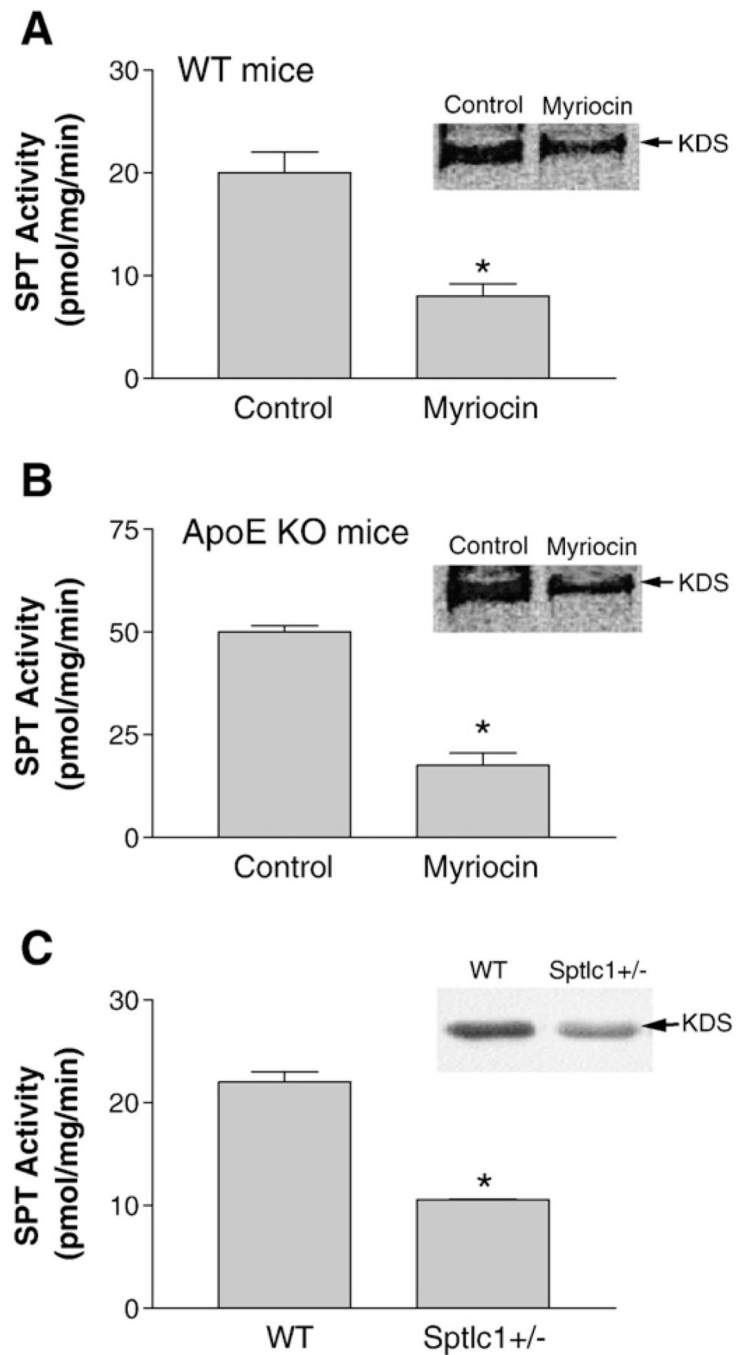 A
WT mice
SPT Activity
(pmol/mg/min)
30
20
10
0
Control Myriocin
KDS
*
Control Myriocin
B
ApoE KO mice
SPT Activity
(pmol/mg/min)
75
50
25
0
Control Myriocin
KDS
*
Control Myriocin
C
SPT Activity
(pmol/mg/min)
30
20
10
0
WT Sptlc1+/-
KDS
*
WT Sptlc1+/-